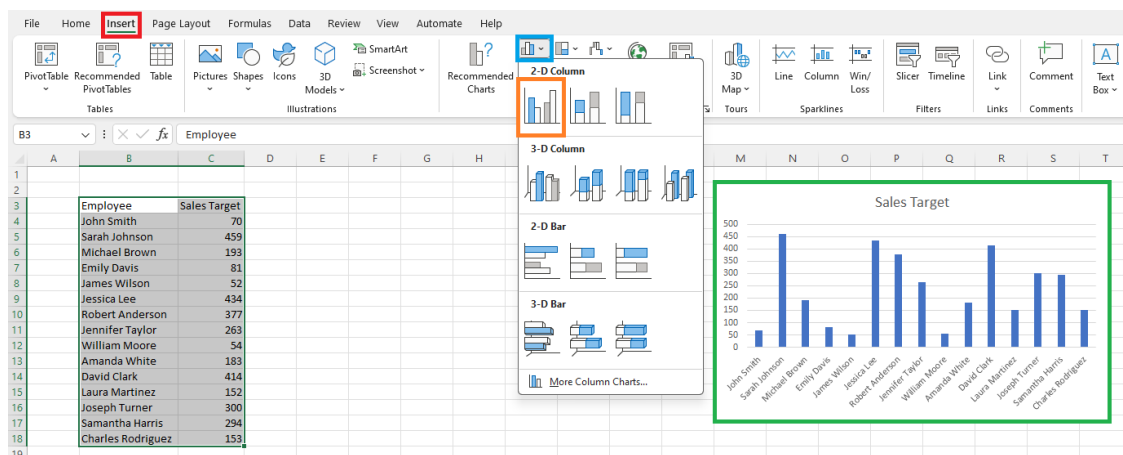 File Home Insert Page Layout Formulas Data Review View Automate Help
PivotTable Recommended PivotTables Table
Tables
Pictures Shapes Icons 3D Models SmartArt Screenshot
Illustrations
Recommended Charts
3D Map
Tours
Line Column Win/Loss
Sparklines
Slicer Timeline
Filters
Link
Links
Comment
Comments
Text Box
B3 fx Employee
A B C D E F G H M N O P Q R S T
2-D Column
3-D Column
2-D Bar
3-D Bar
More Column Charts...
1
2
3 Employee Sales Target
4 John Smith 70
5 Sarah Johnson 459
6 Michael Brown 193
7 Emily Davis 81
8 James Wilson 52
9 Jessica Lee 434
10 Robert Anderson 377
11 Jennifer Taylor 263
12 William Moore 54
13 Amanda White 183
14 David Clark 414
15 Laura Martinez 152
16 Joseph Turner 300
17 Samantha Harris 294
18 Charles Rodriguez 153
19
Sales Target
500
450
400
350
300
250
200
150
100
50
0
John Smith
Sarah Johnson
Michael Brown
Emily Davis
James Wilson
Jessica Lee
Robert Anderson
Jennifer Taylor
William Moore
Amanda White
David Clark
Laura Martinez
Joseph Turner
Samantha Harris
Charles Rodriguez